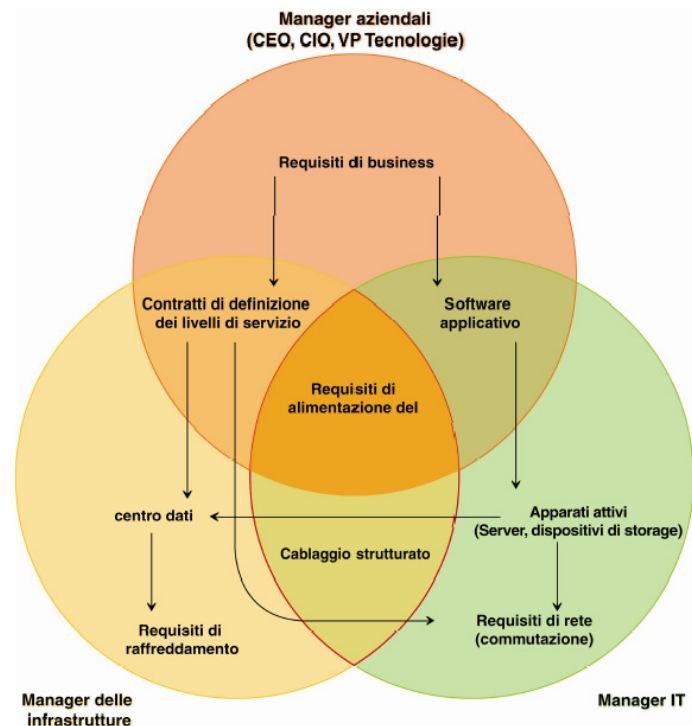 Manager aziendali
(CEO, CIO, VP Tecnologie)
Requisiti di business
Contratti di definizione
dei livelli di servizio
Software
applicativo
Requisiti di
alimentazione del
centro dati
Apparati attivi
(Server, dispositivi di storage)
Cablaggio strutturato
Requisiti di
raffreddamento
Requisiti di rete
(commutazione)
Manager delle
infrastrutture
Manager IT